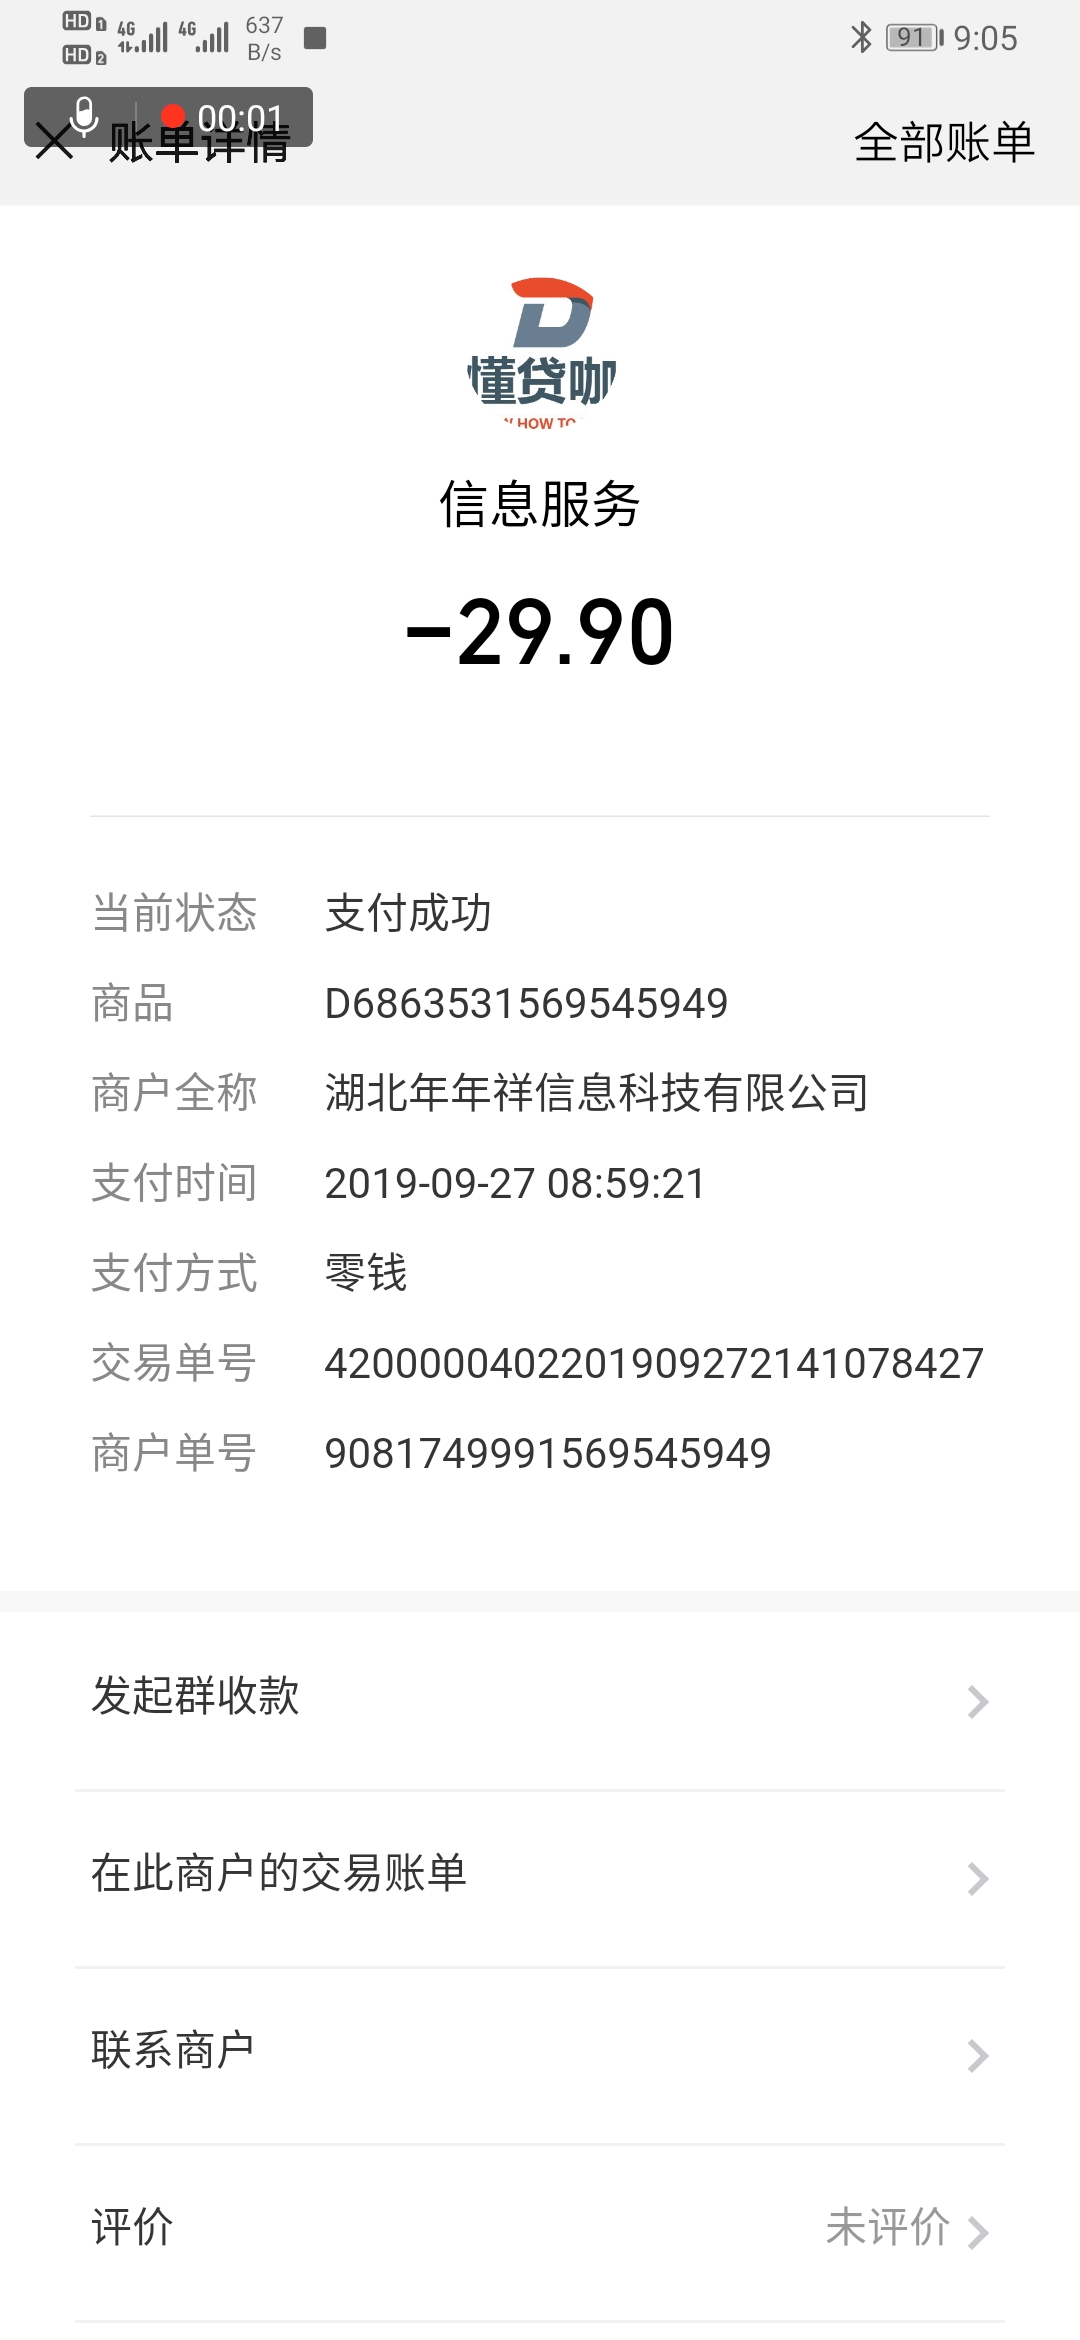 HD 1 4G 4G 637
HD 2 B/s
91 9:05
00:01
账单详情 全部账单
D
懂贷咖
HOW TO
信息服务
-29.90
当前状态 支付成功
商品 D6863531569545949
商户全称 湖北年年祥信息科技有限公司
支付时间 2019-09-27 08:59:21
支付方式 零钱
交易单号 4200000402201909272141078427
商户单号 9081749991569545949
发起群收款
在此商户的交易账单
联系商户
评价 未评价